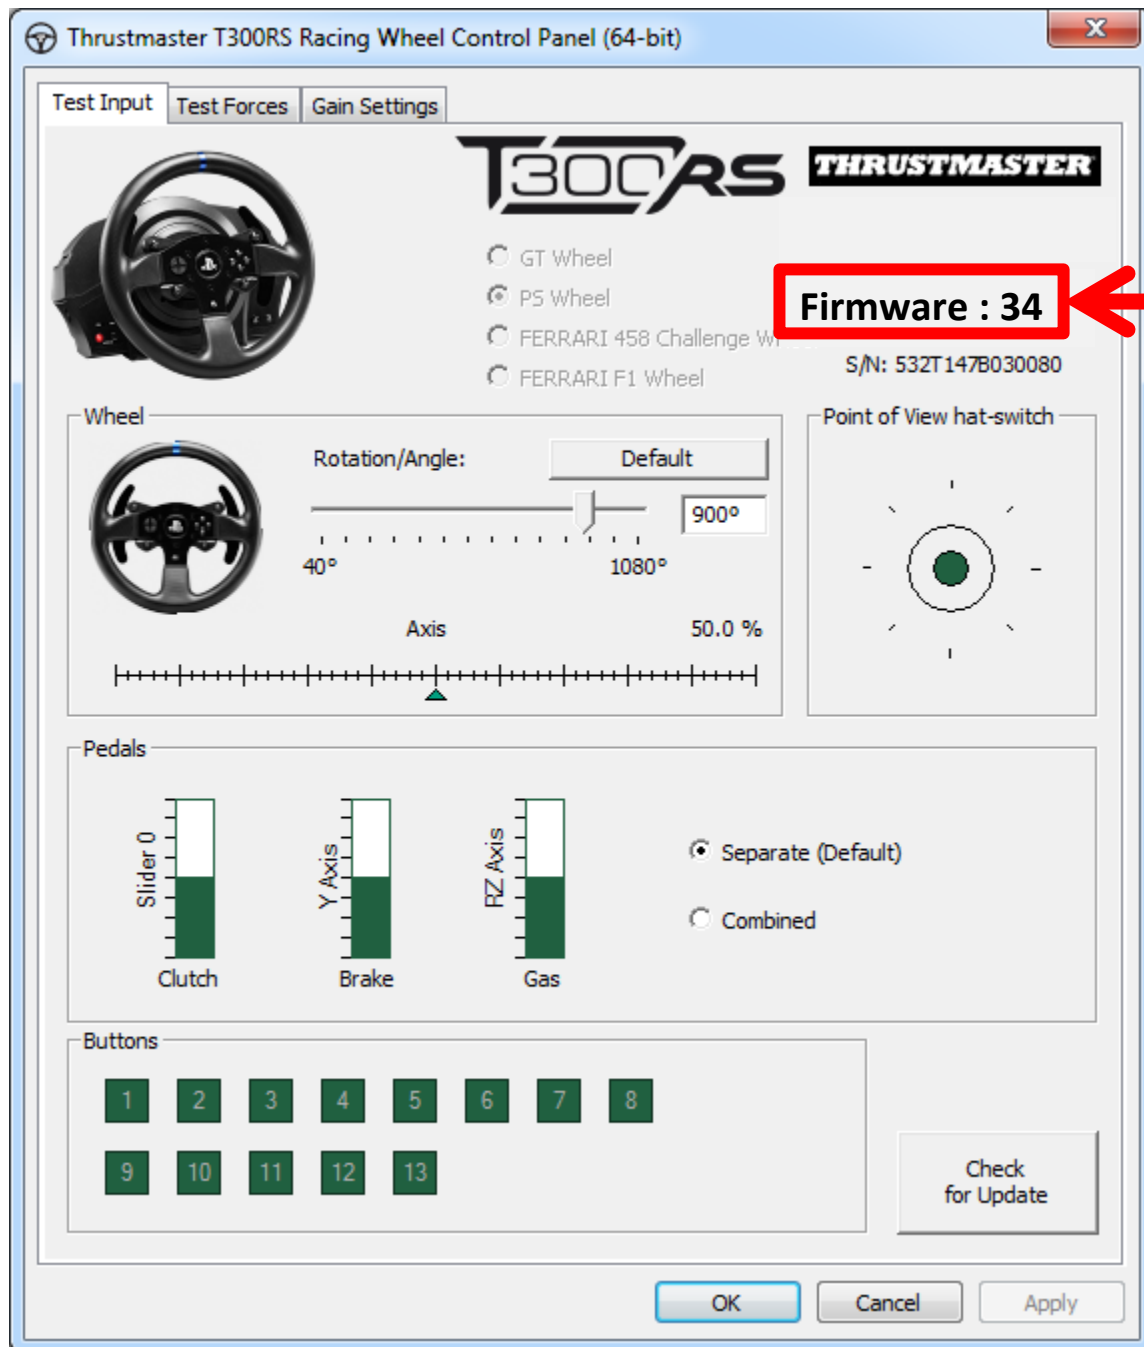 Thrustmaster T300RS Racing Wheel Control Panel (64-bit)
x
Test Input
Test Forces
Gain Settings
T300RS
THRUSTMASTER
GT Wheel
PS Wheel
Firmware : 34
FERRARI 458 Challenge
S/N: 532T147B030080
FERRARI F1 Wheel
Wheel
Point of View hat-switch
Rotation/Angle:
Default
900°
40°
1080°
Axis
50.0 %
Pedals
Slider 0
Y Axis
RZ Axis
Separate (Default)
Combined
Clutch
Brake
Gas
Buttons
1 2 3 4 5 6 7 8
9 10 11 12 13
Check
for Update
OK
Cancel
Apply